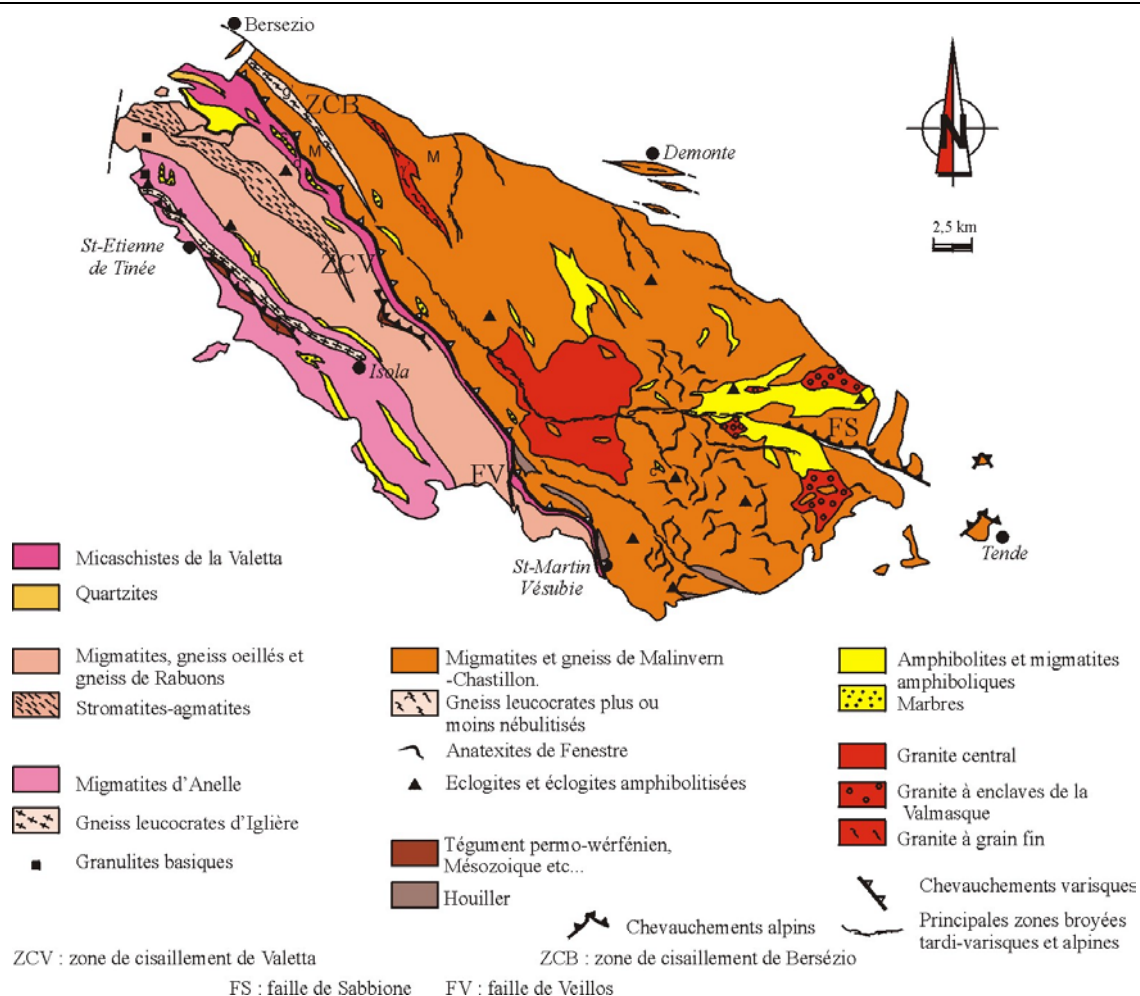 Bersezio
ZCB
M
M
Demonte
N
2,5 km
St-Etienne
de Tinée
ZCV
Isola
FV
FS
St-Martin
Vésubie
Tende
Micaschistes de la Valetta
Quartzites
Migmatites, gneiss oeillés et
gneiss de Rabuons
Stromatites-agmatites
Migmatites d'Anelle
Gneiss leucocrates d'Iglière
Granulites basiques
Migmatites et gneiss de Malinvern
-Chastillon.
Gneiss leucocrates plus ou
moins nébulitisés
Anatexites de Fenestre
Eclogites et éclogites amphibolitisées
Tégument permo-wérfénien,
Mésozoique etc...
Houiller
Chevauchements alpins
Amphibolites et migmatites
amphiboliques
Marbres
Granite central
Granite à enclaves de la
Valmasque
Granite à grain fin
Chevauchements varisques
Principales zones broyées
tardi-varisques et alpines
ZCV : zone de cisaillement de Valetta
ZCB : zone de cisaillement de Bersézio
FS : faille de Sabbione
FV : faille de Veillos